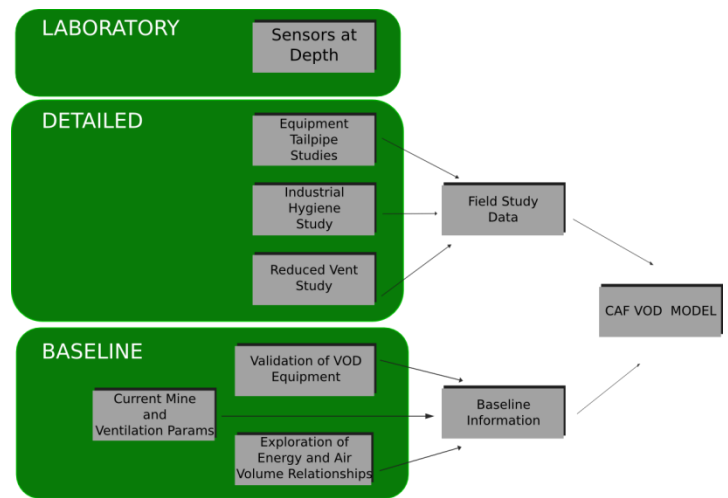 LABORATORY
Sensors at
Depth
DETAILED
Equipment
Tailpipe
Studies
Industrial
Hygiene
Study
Reduced Vent
Study
Field Study
Data
CAF VOD MODEL
BASELINE
Validation of VOD
Equipment
Current Mine
and
Ventilation Params
Exploration of
Energy and Air
Volume Relationships
Baseline
Information